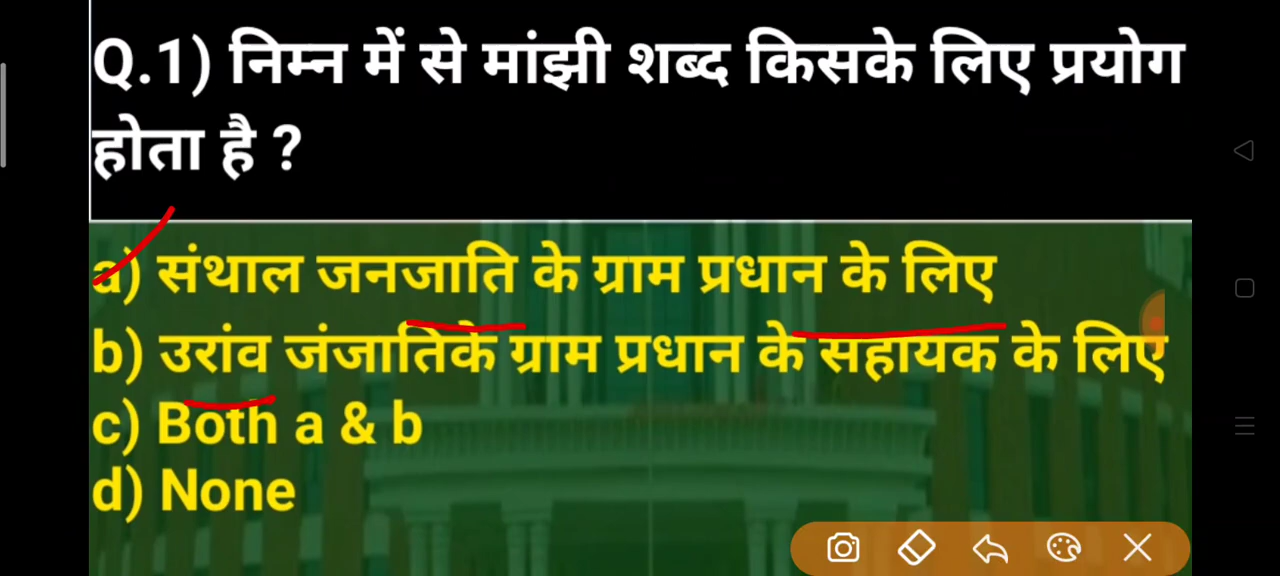 Q.1) निम्न में से मांझी शब्द किसके लिए प्रयोग
होता है ?
a) संथाल जनजाति के ग्राम प्रधान के लिए
b) उरांव जंजातिके ग्राम प्रधान के सहायक के लिए
c) Both a & b
d) None